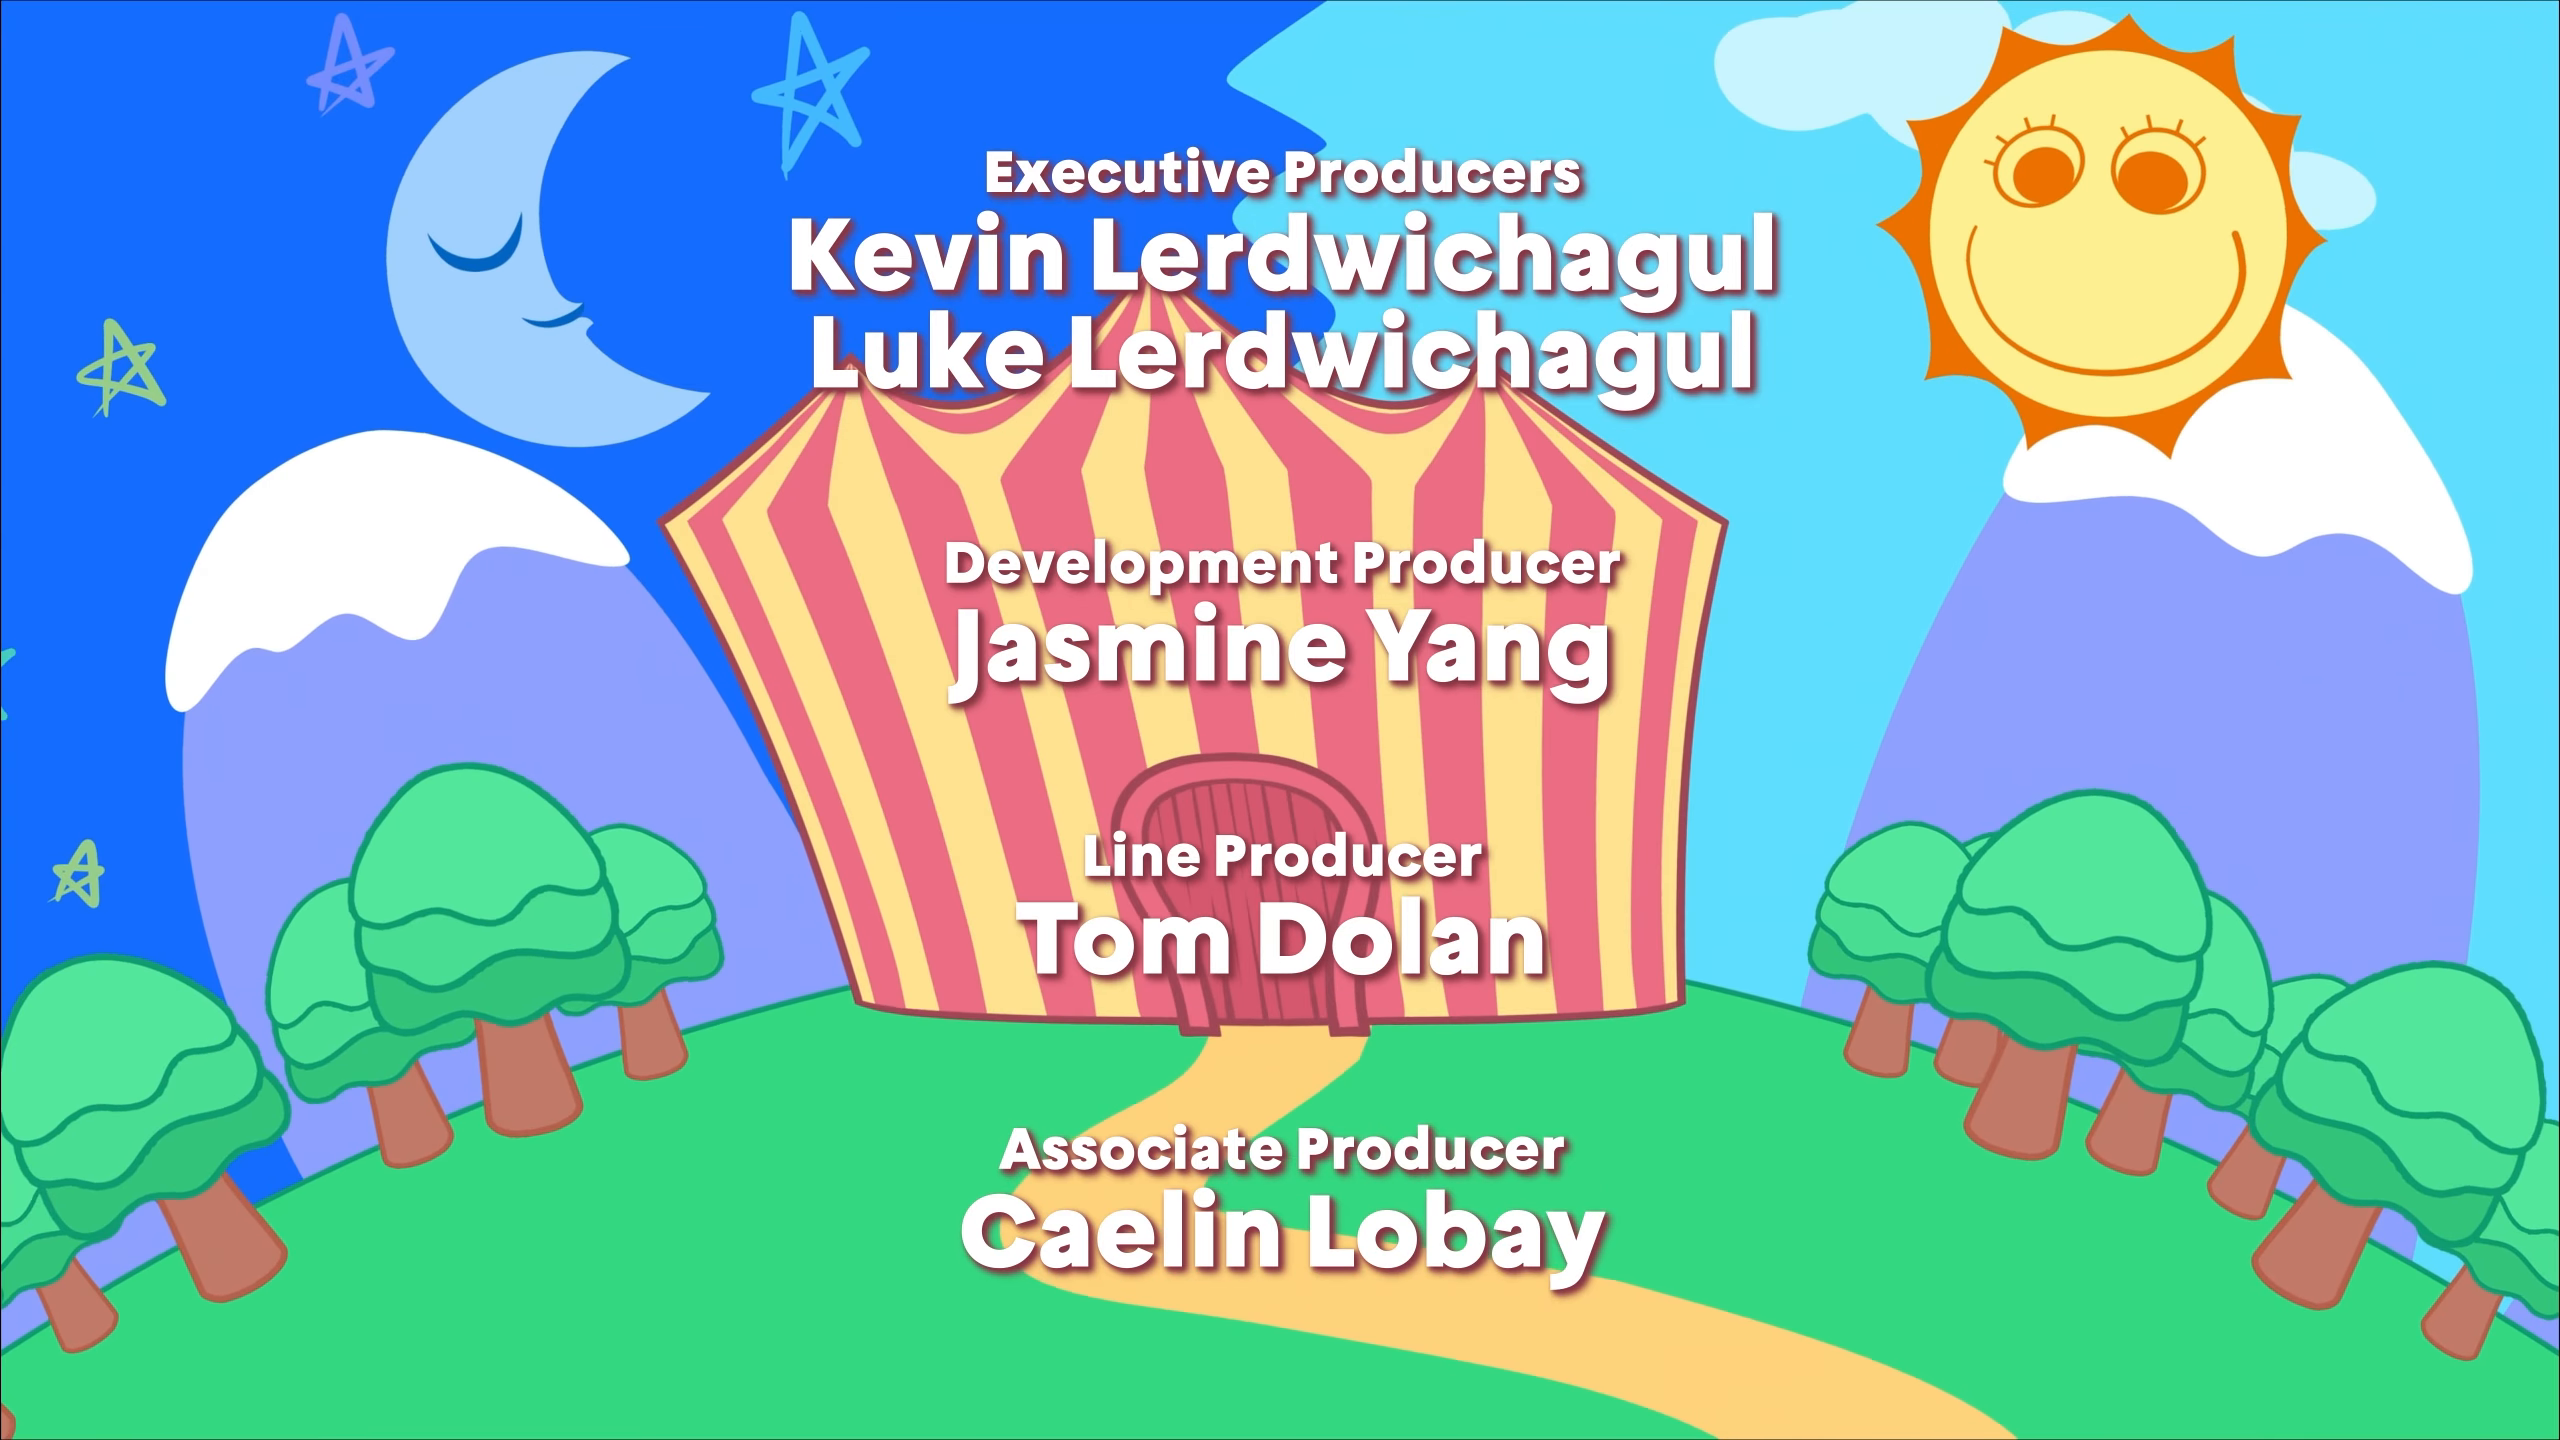 Executive Producers
Kevin Lerdwichagul
Luke Lerdwichagul
Development Producer
Jasmine Yang
Line Producer
Tom Dolan
Associate Producer
Caelin Lobay